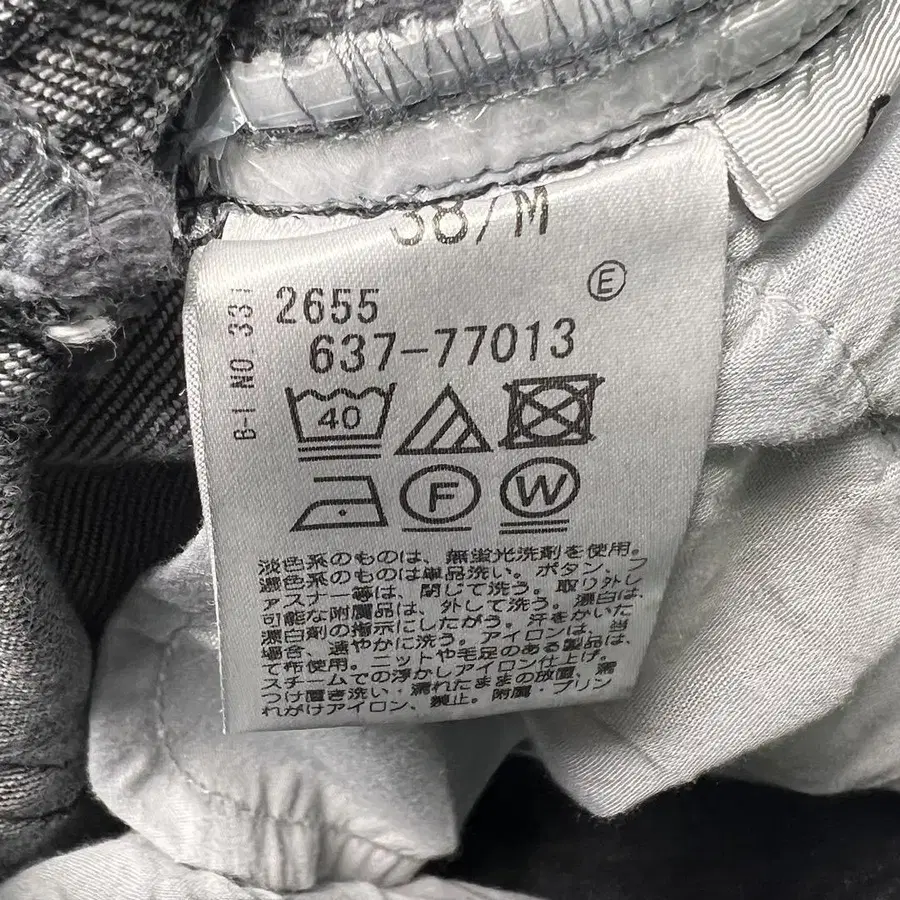 38/M
Ⓔ
B-I NO.331
2655
637-77013
40
F
W
淡色系のものは、無蛍光洗剤を使用。
濃色系のものは単品洗い。ボタン、フ
ァスナー等は、閉じて洗う。取り外し
可能な附属品は、外して洗う。漂白は、
漂白剤の指示にしたがう。汗をかいた
場合、速やかに洗う。アイロンは、当
て布使用。ニットや毛足のある製品は、
スチームでの浮かしアイロン仕上げ。
つけ置き洗い・濡れたままの放置、濡
れがけアイロン、禁止。附属・プリン